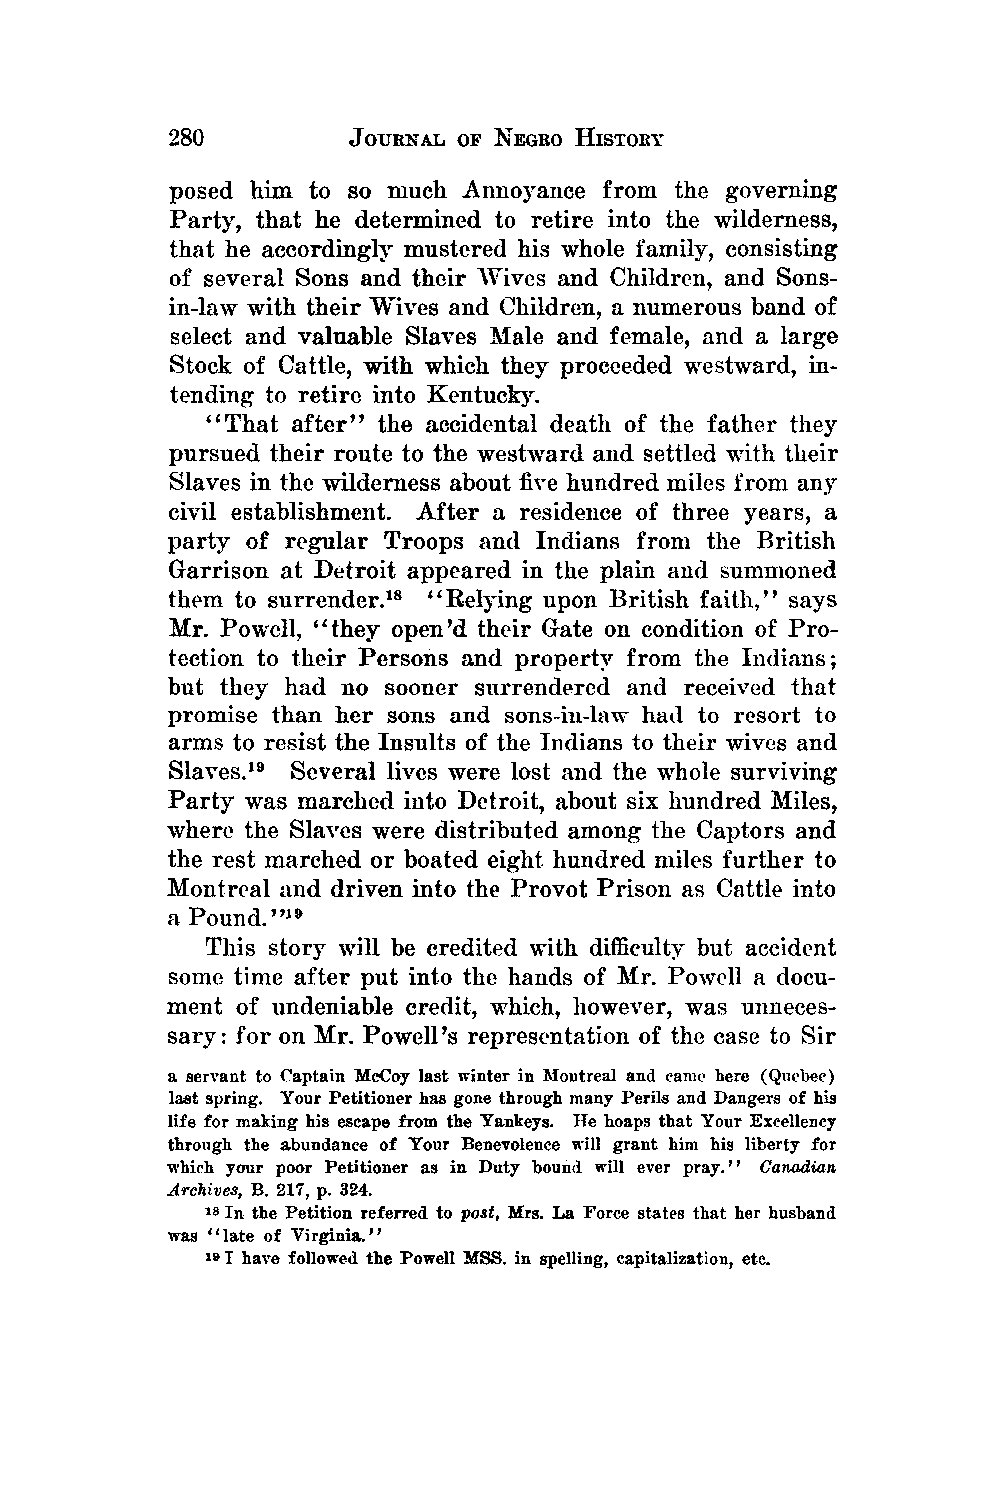 280 JOURNAL OF NEGRO HISTORY
posed him to so much Annoyance from the governing
Party, that he determined to retire into the wilderness,
that he accordingly mustered his whole family, consisting
of several Sons and their Wives and Children, and Sons-
in-law with their Wives and Children, a numerous band of
select and valuable Slaves Male and female, and a large
Stock of Cattle, with which they proceeded westward, in-
tending to retire into Kentucky.
‘‘That after’’ the accidental death of the father they
pursued their route to the westward and settled with their
Slaves in the wilderness about five hundred miles from any
civil establishment. After a residence of three years, a
party of regular Troops and Indians from the British
Garrison at Detroit appeared in the plain and summoned
them to surrender.¹⁸ ‘‘Relying upon British faith,’’ says
Mr. Powell, ‘‘they open’d their Gate on condition of Pro-
tection to their Persons and property from the Indians;
but they had no sooner surrendered and received that
promise than her sons and sons-in-law had to resort to
arms to resist the Insults of the Indians to their wives and
Slaves.¹⁹ Several lives were lost and the whole surviving
Party was marched into Detroit, about six hundred Miles,
where the Slaves were distributed among the Captors and
the rest marched or boated eight hundred miles further to
Montreal and driven into the Provot Prison as Cattle into
a Pound.’’¹⁹
This story will be credited with difficulty but accident
some time after put into the hands of Mr. Powell a docu-
ment of undeniable credit, which, however, was unneces-
sary: for on Mr. Powell’s representation of the case to Sir
a servant to Captain McCoy last winter in Montreal and came here (Quebec)
last spring. Your Petitioner has gone through many Perils and Dangers of his
life for making his escape from the Yankeys. He hoaps that Your Excellency
through the abundance of Your Benevolence will grant him his liberty for
which your poor Petitioner as in Duty bound will ever pray.’’ Canadian
Archives, B. 217, p. 324.
¹⁸ In the Petition referred to post, Mrs. La Force states that her husband
was ‘‘late of Virginia.’’
¹⁹ I have followed the Powell MSS. in spelling, capitalization, etc.